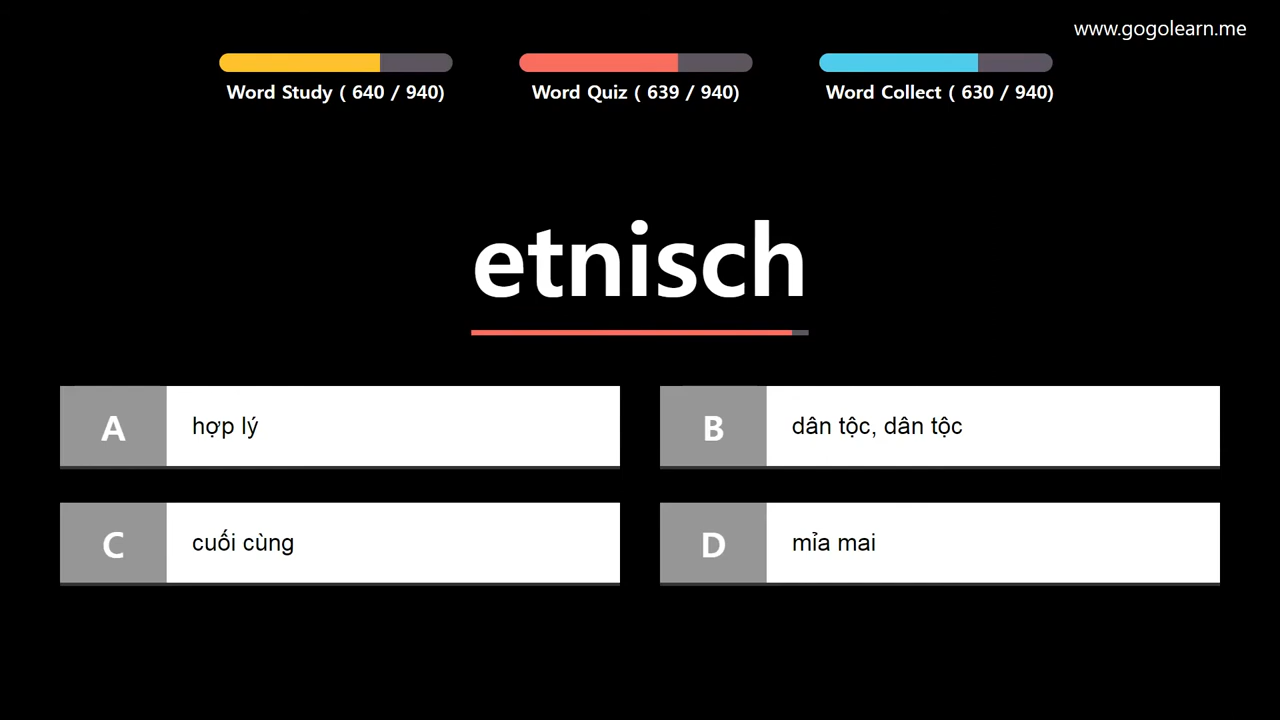 www.gogolearn.me
Word Study ( 640 / 940)
Word Quiz ( 639 / 940)
Word Collect ( 630 / 940)
etnisch
A hợp lý
B dân tộc, dân tộc
C cuối cùng
D mỉa mai